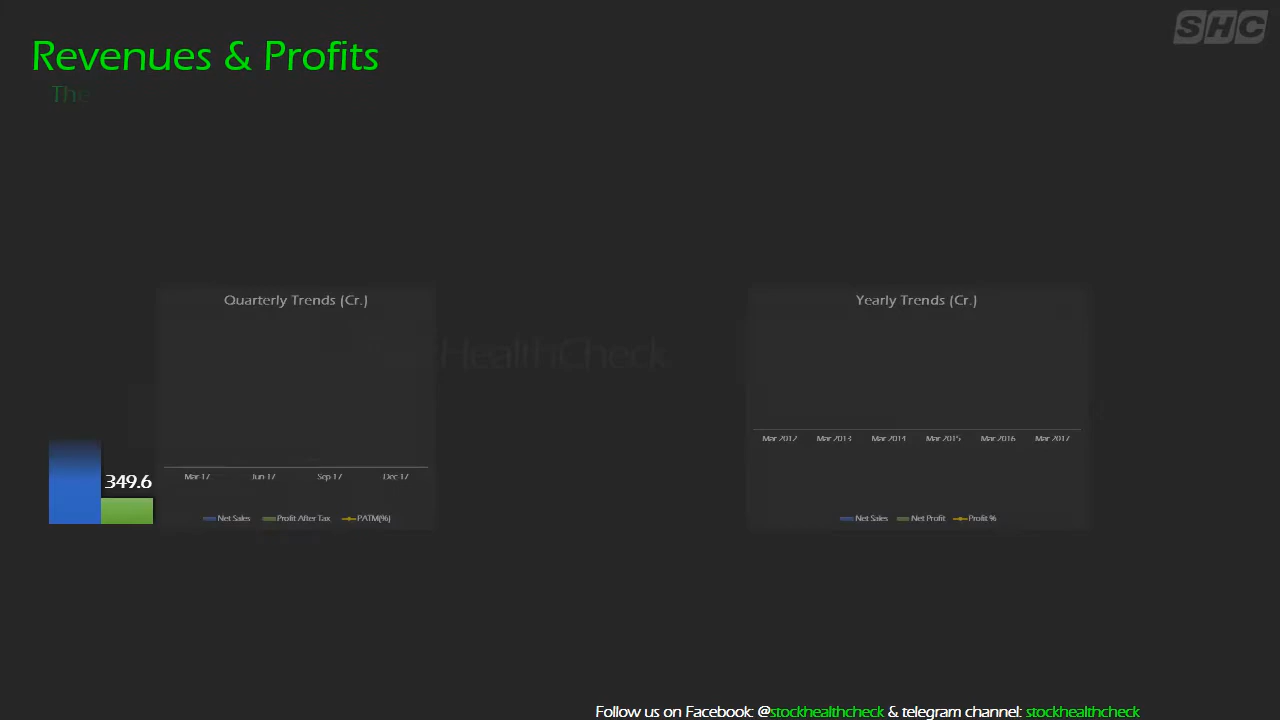 SHC
Revenues & Profits
The
Quarterly Trends (Cr.)
Yearly Trends (Cr.)
HealthCheck
Mar 2012 Mar 2013 Mar 2014 Mar 2015 Mar 2016 Mar 2017
349.6
Mar 17 Jun 17 Sep 17 Dec 17
Net Sales Profit After Tax PATM(%)
Net Sales Net Profit Profit %
Follow us on Facebook: @stockhealthcheck & telegram channel: stockhealthcheck